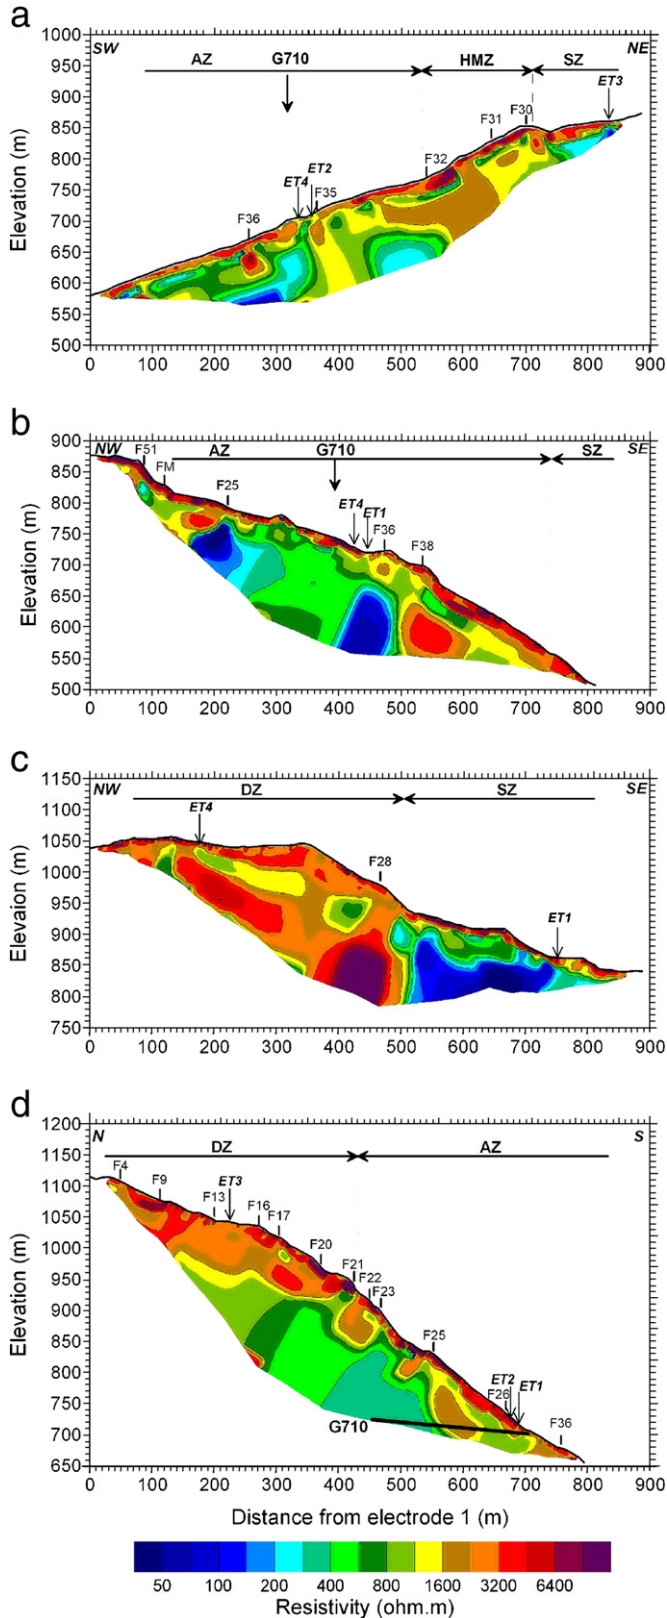 a
1000
SW
NE
950
AZ
G710
HMZ
SZ
900
ET3
F31
F30
850
F32
800
ET2
ET4
F35
750
F36
700
650
600
550
500
Elevation (m)
0 100 200 300 400 500 600 700 800 900
b
900
NW
F51
AZ
G710
SZ
SE
FM
850
F25
800
ET4
ET1
F36
F38
750
700
650
600
550
500
Elevation (m)
0 100 200 300 400 500 600 700 800 900
c
1150
NW
DZ
SZ
SE
1100
ET4
1050
F28
1000
950
ET1
900
850
800
750
Elevaion (m)
0 100 200 300 400 500 600 700 800 900
d
1200
N
S
1150
DZ
AZ
F4
F9
ET3
1100
F13
F16
F17
1050
F20
1000
F21
F22
F23
950
900
F25
850
800
ET2
ET1
F26
750
G710
F36
700
650
Elevation (m)
0 100 200 300 400 500 600 700 800 900
Distance from electrode 1 (m)
50 100 200 400 800 1600 3200 6400
Resistivity (ohm.m)